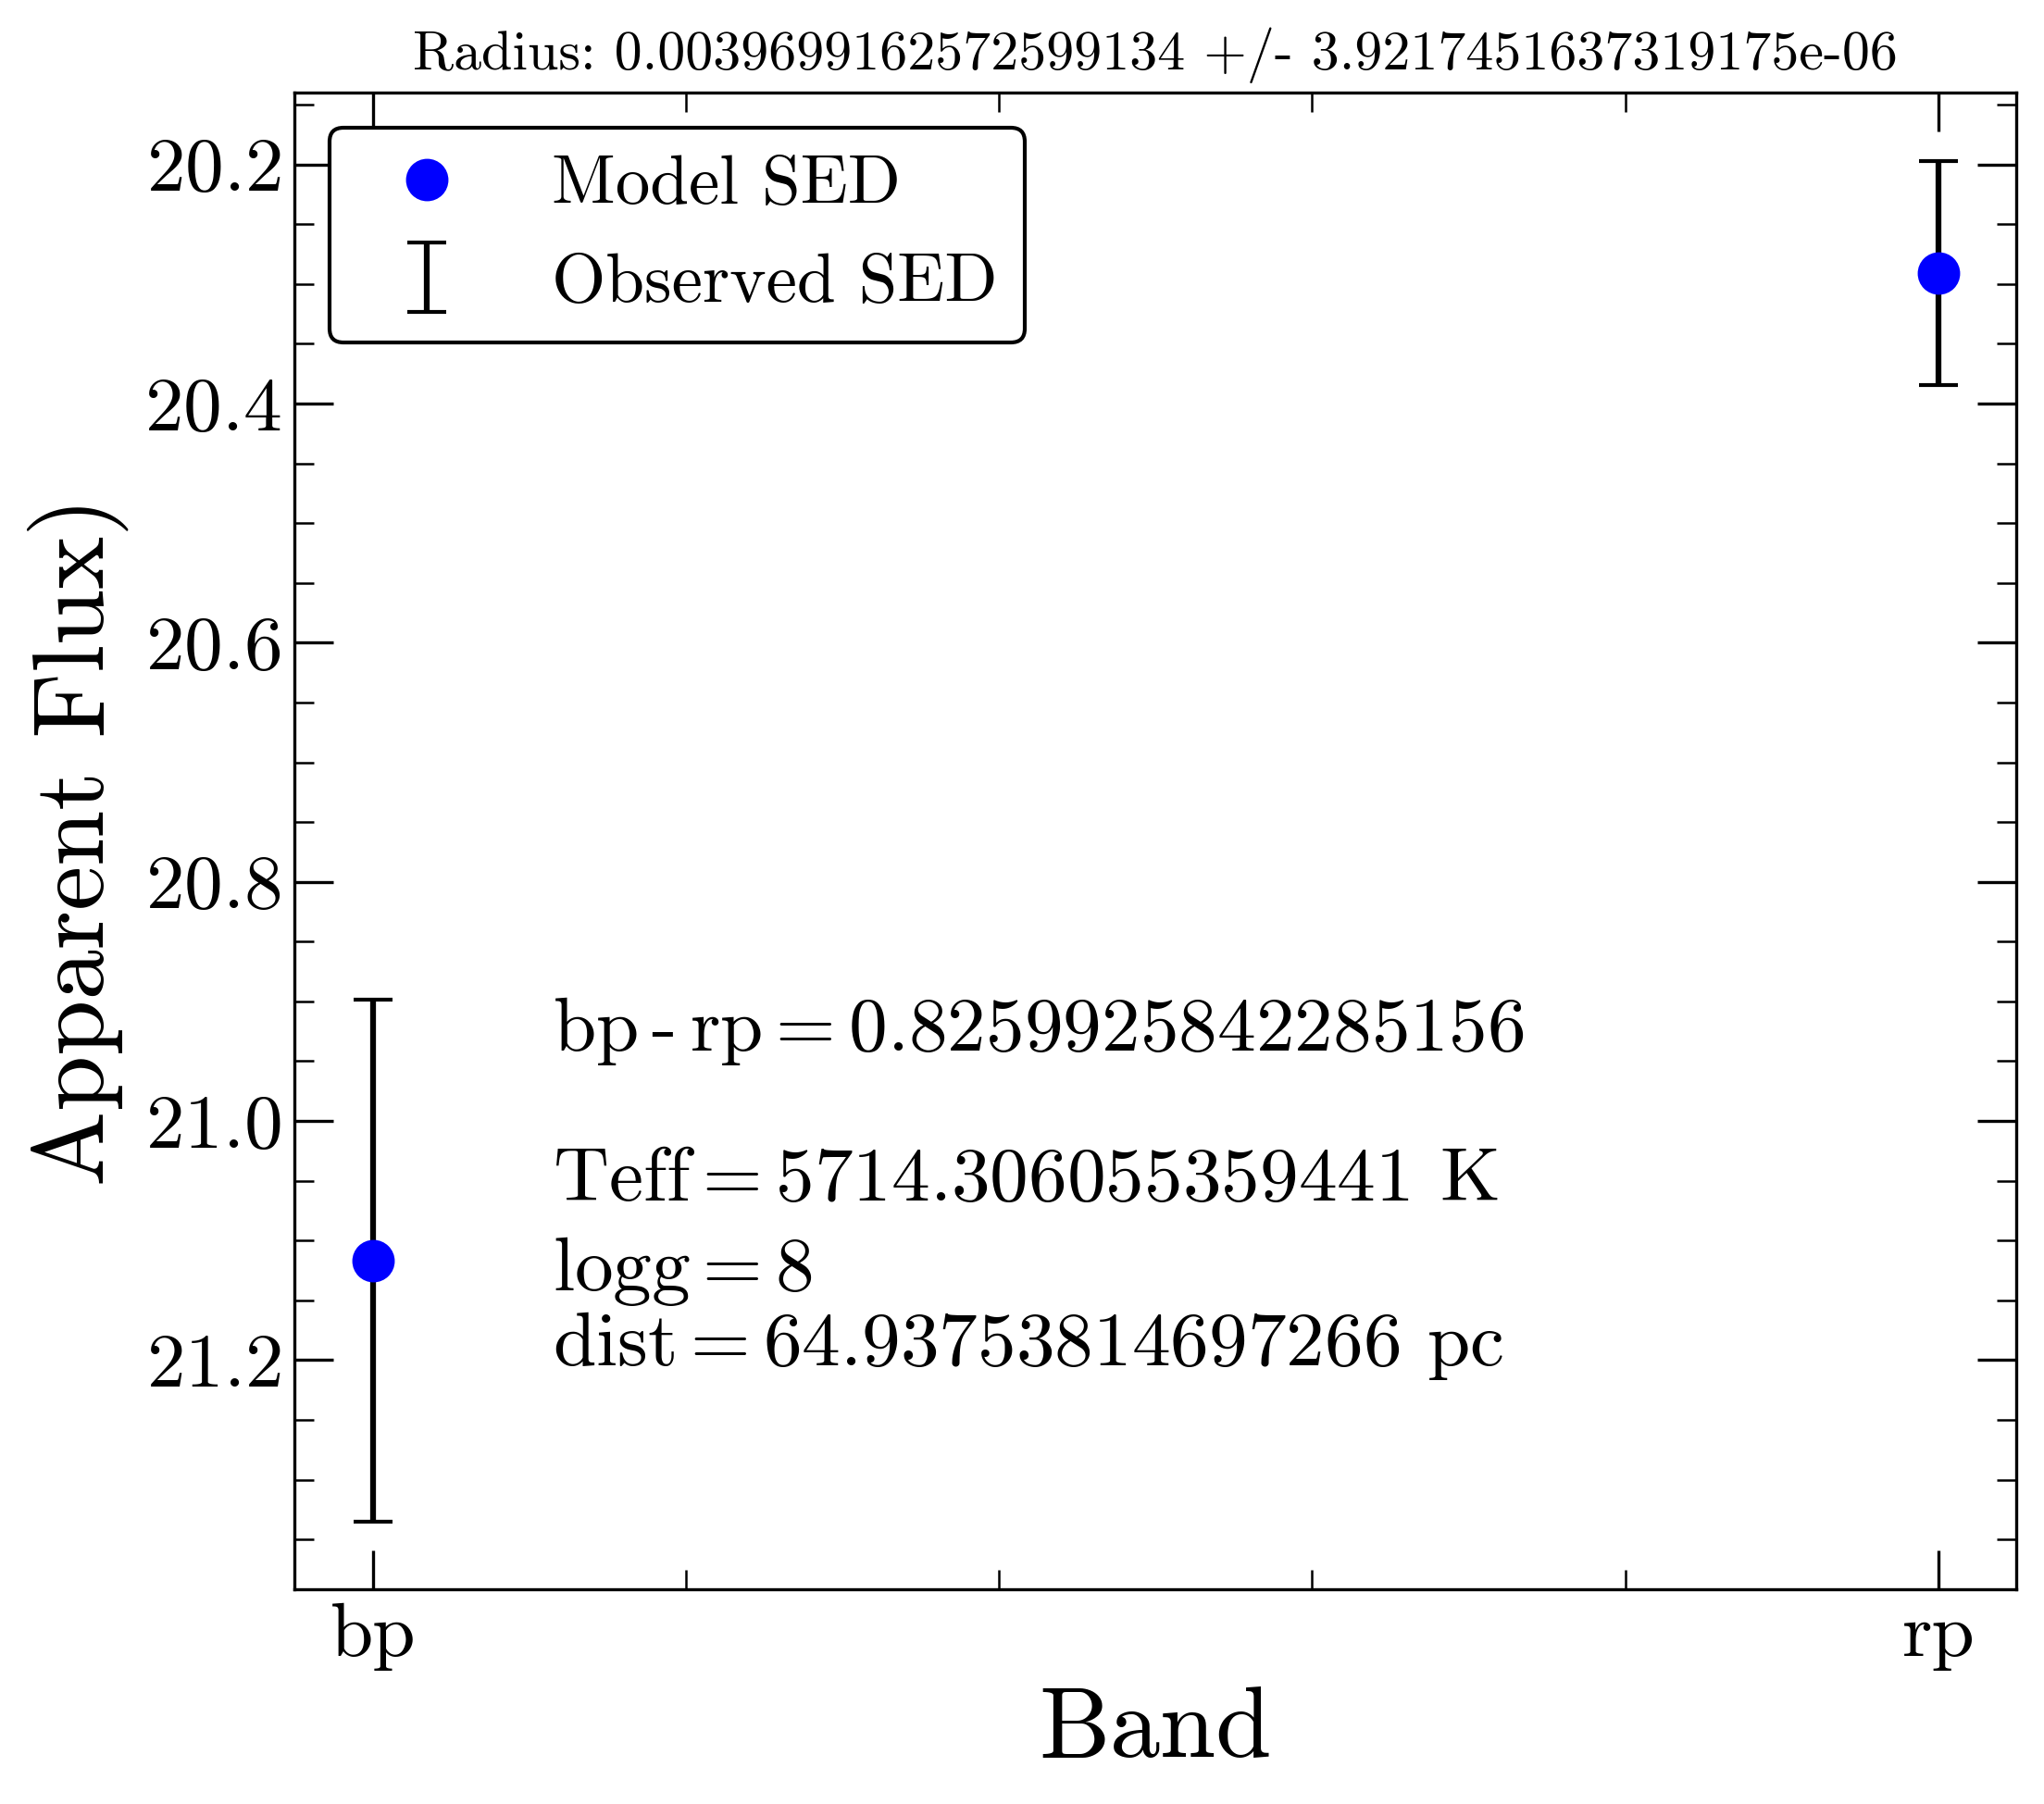 Radius: 0.0039699162572599134 +/- 3.9217451637319175e-06
Model SED
Observed SED
20.2
20.4
20.6
20.8
21.0
21.2
Apparent Flux)
bp - rp = 0.8259925842285156
Teff = 5714.306055359441 K
logg = 8
dist = 64.93753814697266 pc
bp
rp
Band